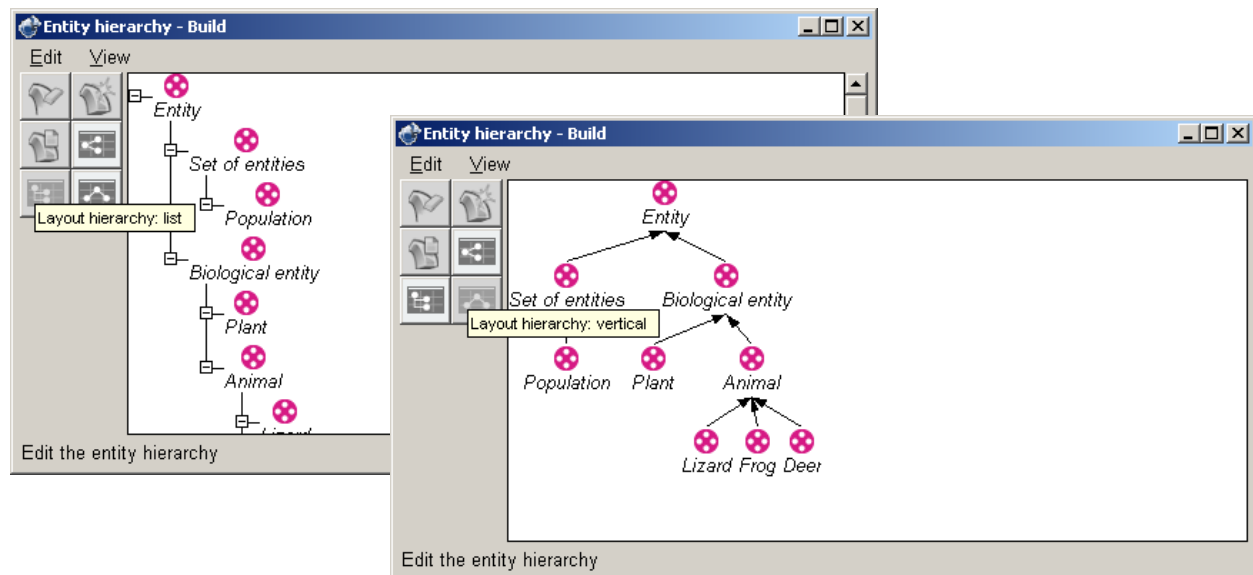 Entity hierarchy - Build
Edit View
Entity
Set of entities
Population
Layout hierarchy: list
Biological entity
Plant
Animal
Lizard
Edit the entity hierarchy
Entity hierarchy - Build
Edit View
Entity
Set of entities Biological entity
Layout hierarchy: vertical
Population Plant Animal
Lizard Frog Deer
Edit the entity hierarchy